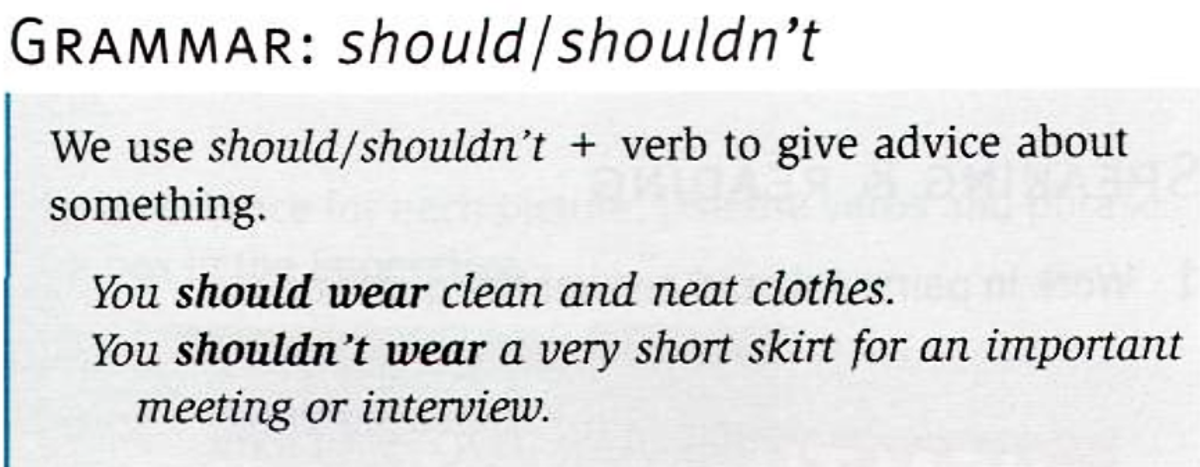 GRAMMAR: should/shouldn't
We use should/shouldn't + verb to give advice about
something.
You should wear clean and neat clothes.
You shouldn't wear a very short skirt for an important
meeting or interview.